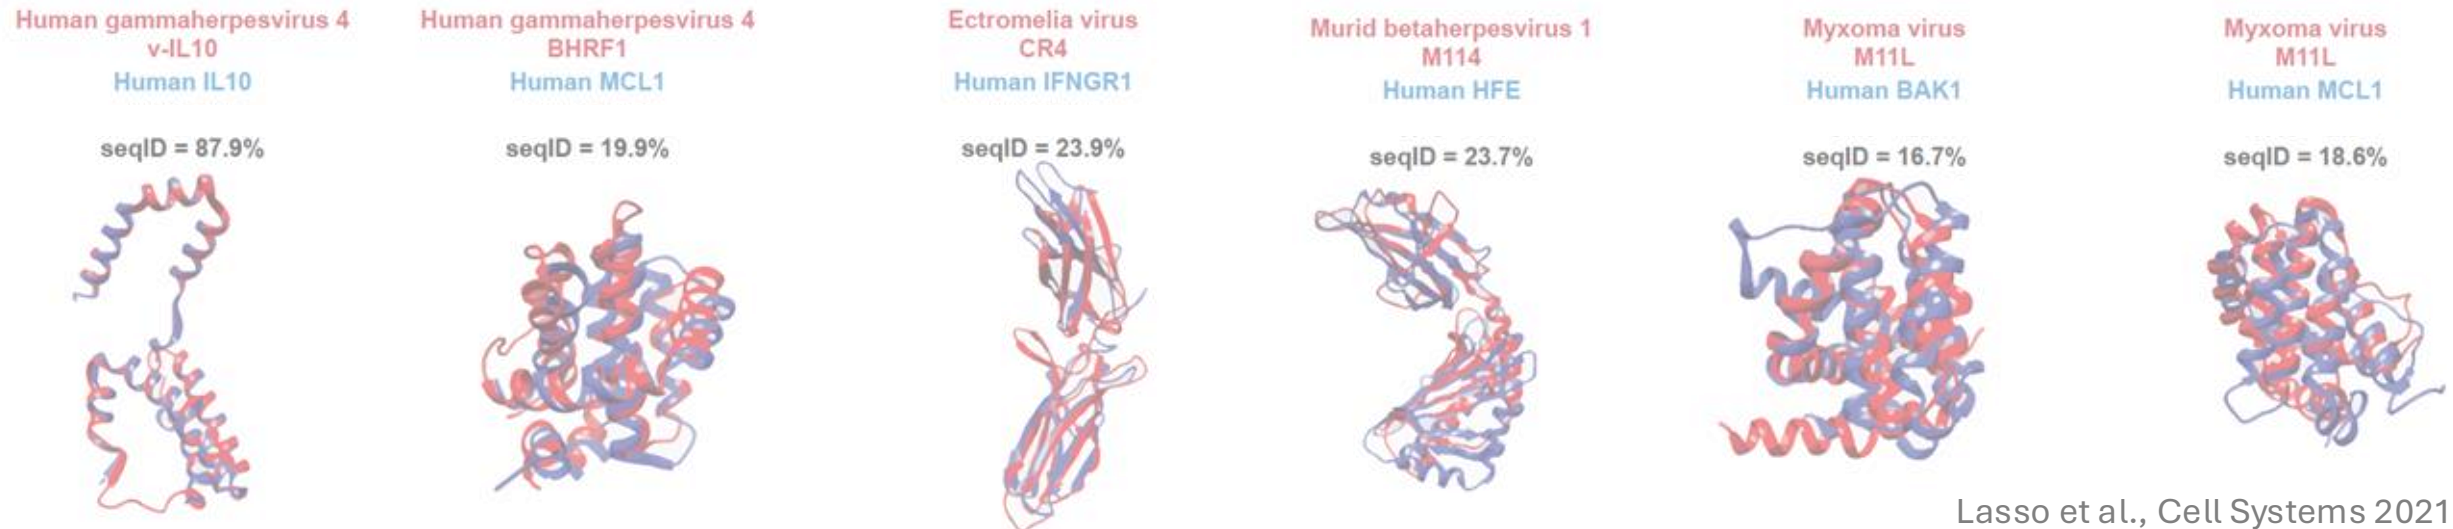 Human gammaherpesvirus 4
v-IL10
Human IL10
seqID = 87.9%
Human gammaherpesvirus 4
BHRF1
Human MCL1
seqID = 19.9%
Ectromelia virus
CR4
Human IFNGR1
seqID = 23.9%
Murid betaherpesvirus 1
M114
Human HFE
seqID = 23.7%
Myxoma virus
M11L
Human BAK1
seqID = 16.7%
Myxoma virus
M11L
Human MCL1
seqID = 18.6%
Lasso et al., Cell Systems 2021